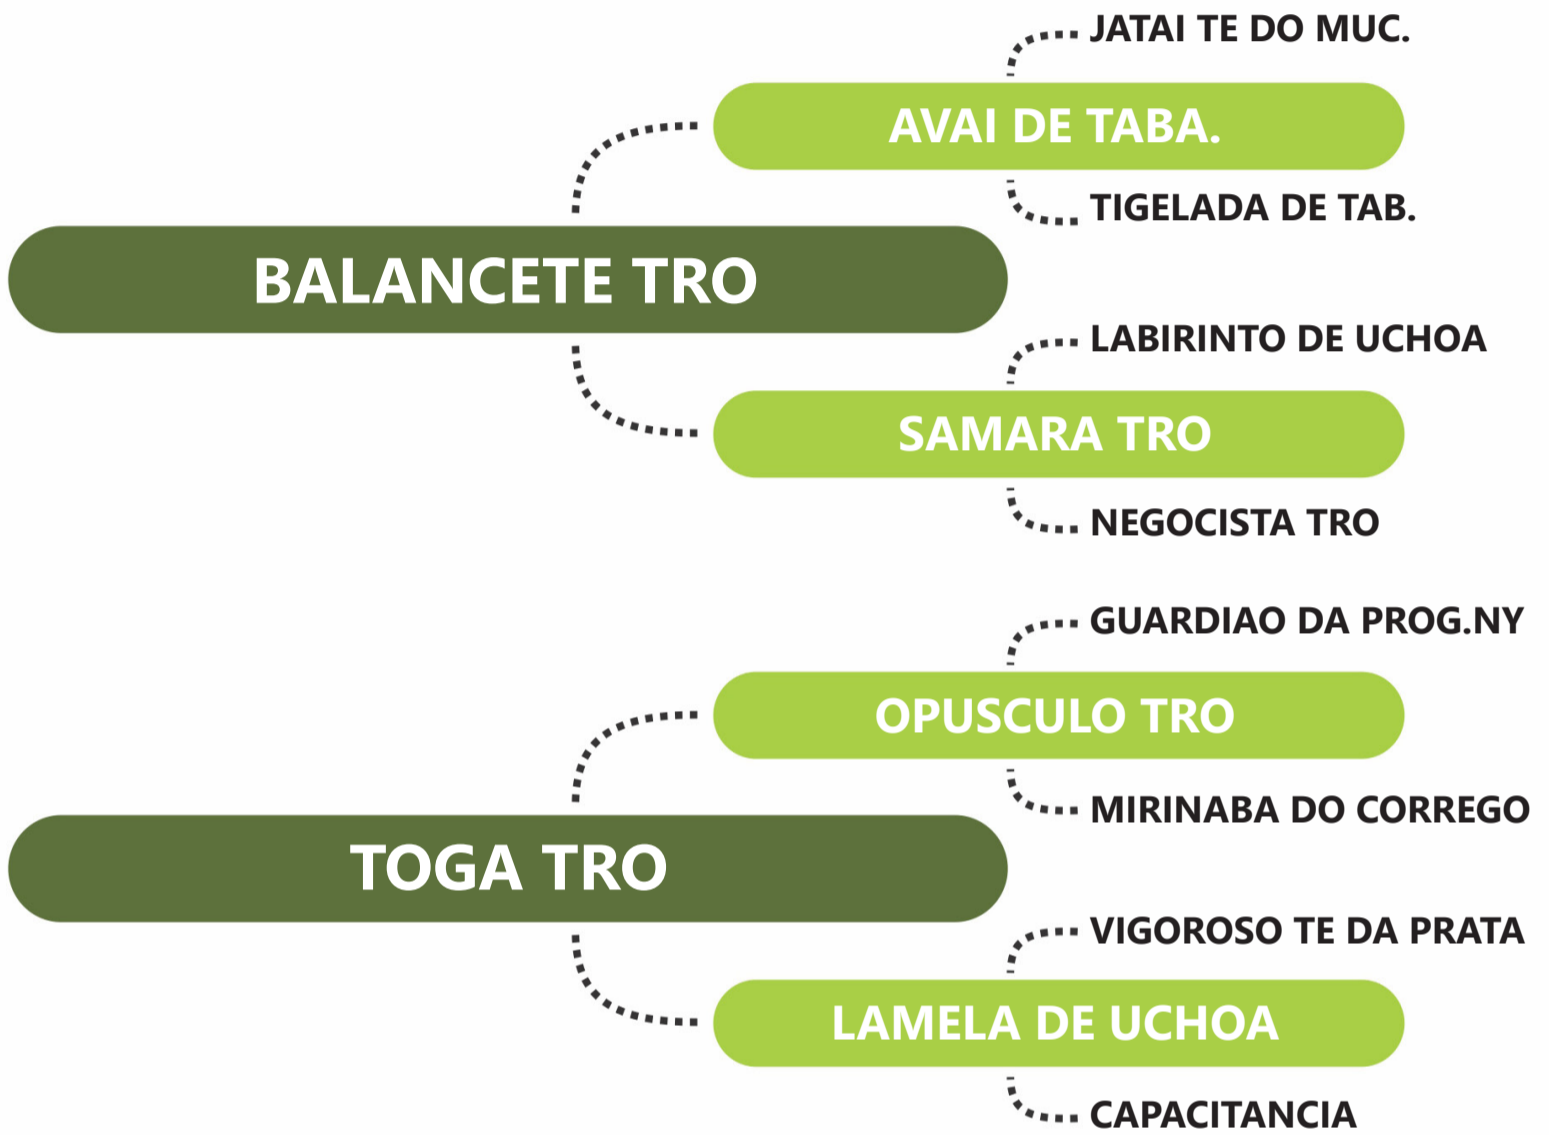 JATAI TE DO MUC.
AVAI DE TABA.
TIGELADA DE TAB.
BALANCETE TRO
LABIRINTO DE UCHOA
SAMARA TRO
NEGOCISTA TRO
GUARDIAO DA PROG.NY
OPUSCULO TRO
MIRINABA DO CORREGO
TOGA TRO
VIGOROSO TE DA PRATA
LAMELA DE UCHOA
CAPACITANCIA